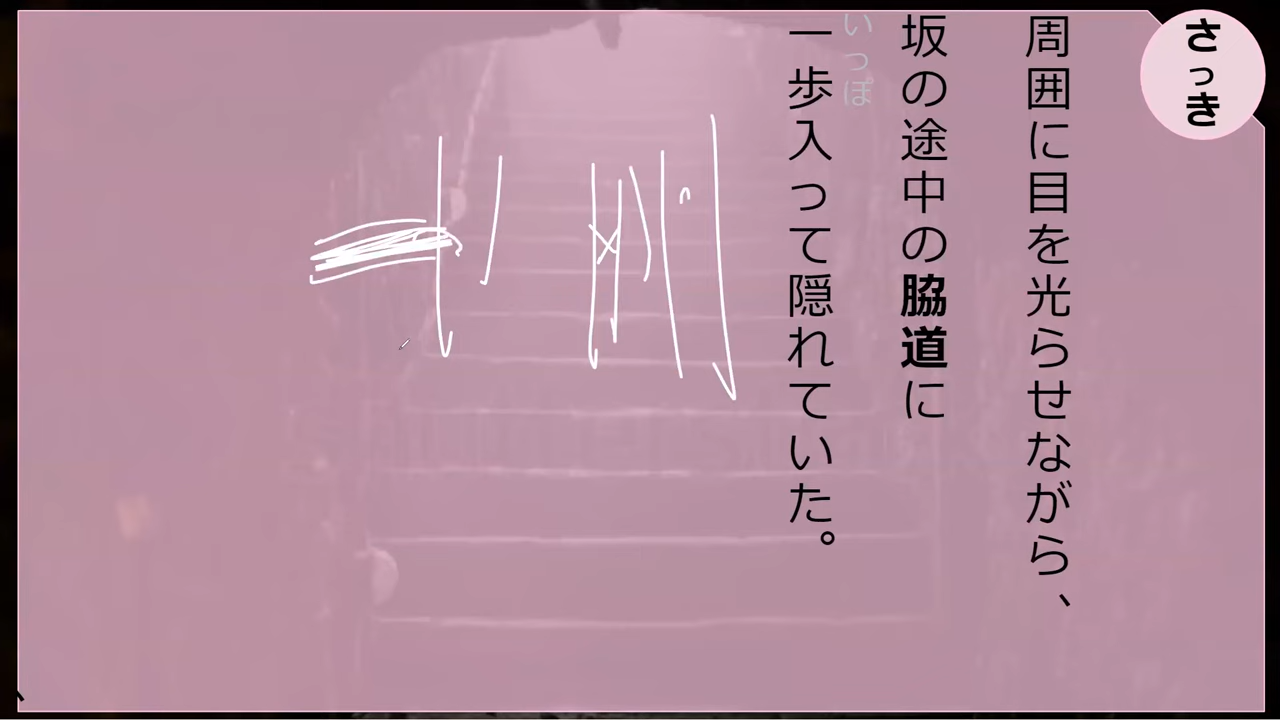 さっき
周囲に目を光らせながら、
坂の途中の脇道に
いっぽ
一歩入って隠れていた。